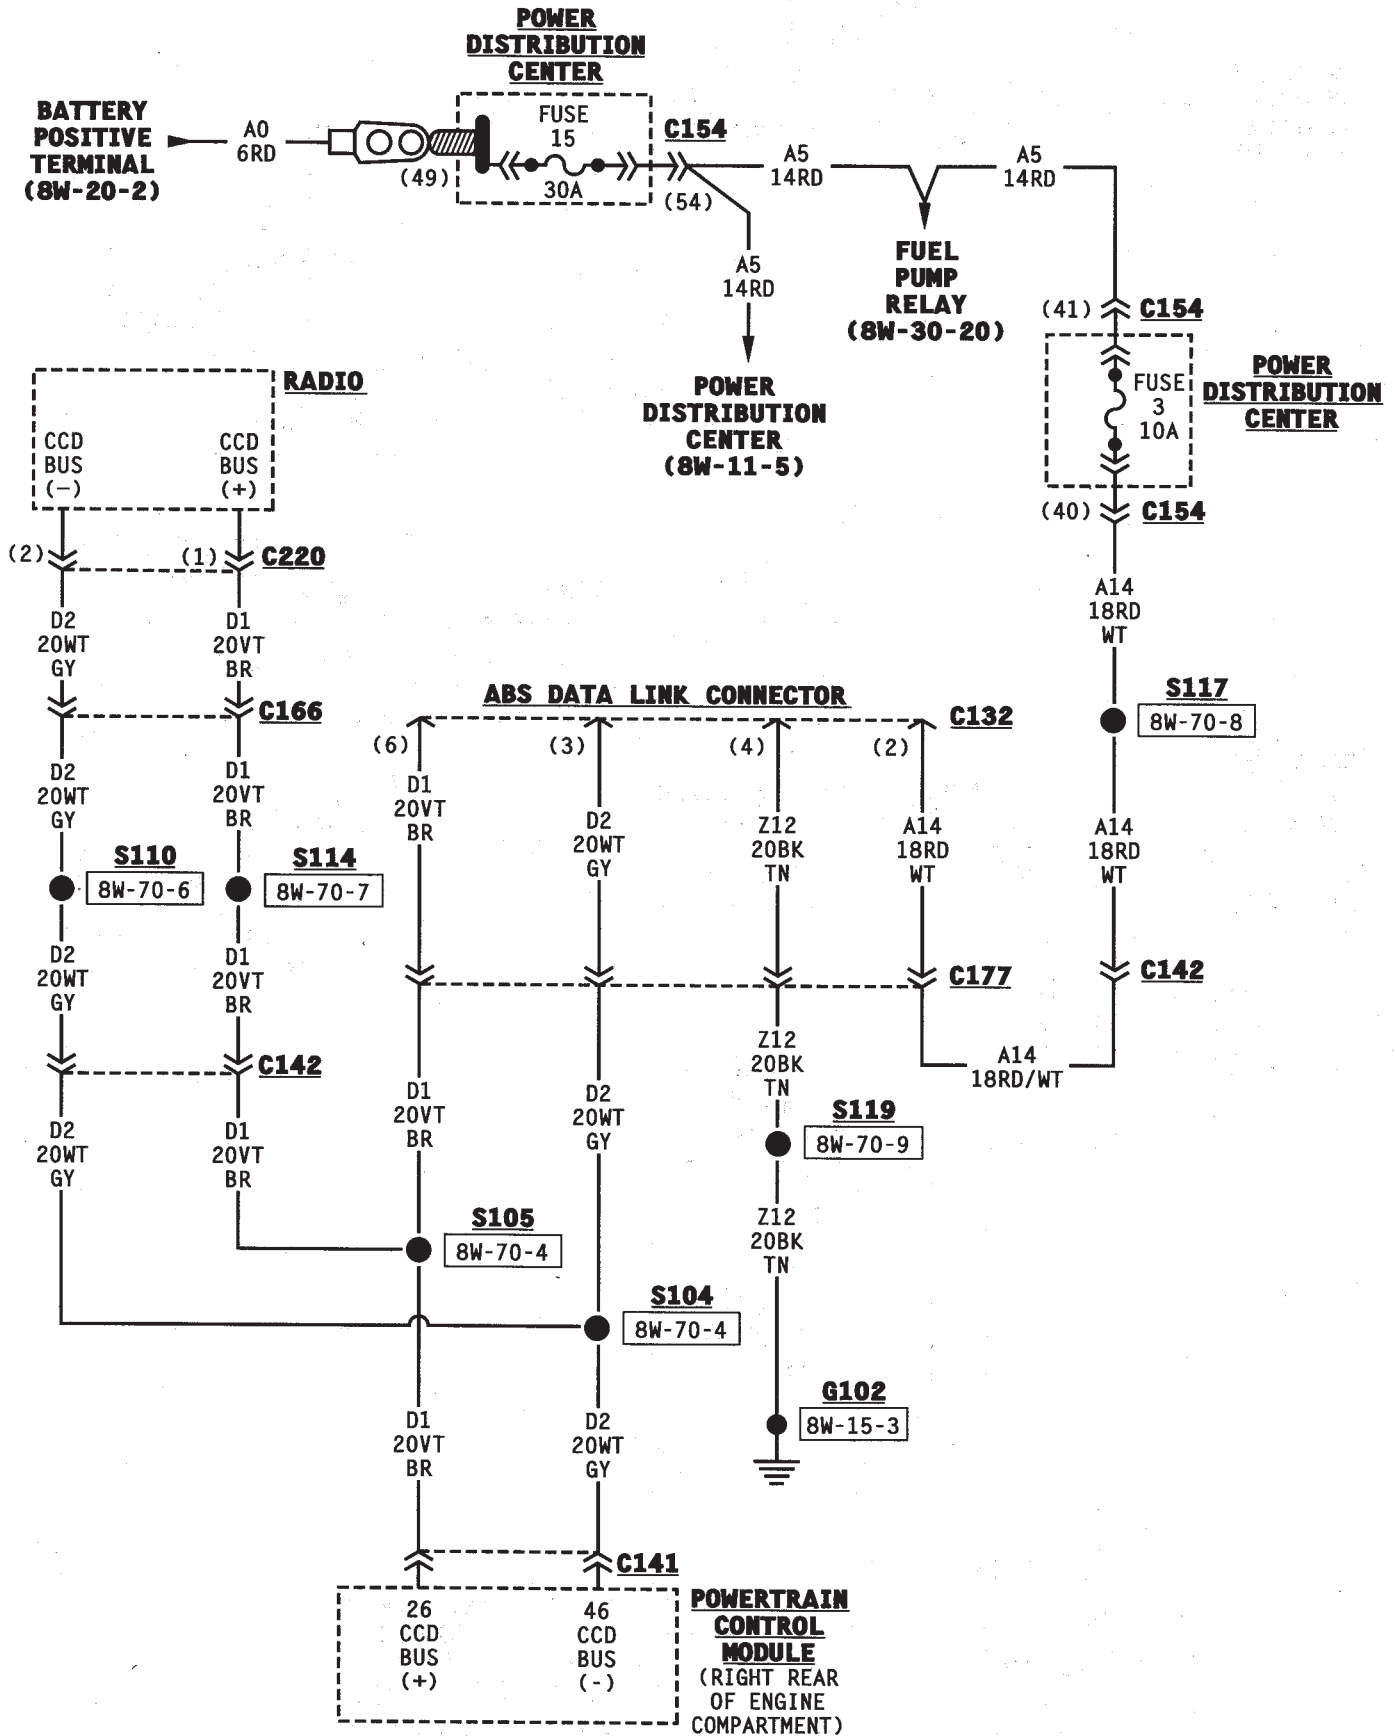 POWER
DISTRIBUTION
CENTER
BATTERY
POSITIVE
TERMINAL
(8W-20-2)
A0
6RD
(49)
FUSE
15
30A
C154
(54)
A5
14RD
A5
14RD
A5
14RD
FUEL
PUMP
RELAY
(8W-30-20)
POWER
DISTRIBUTION
CENTER
(8W-11-5)
(41)
C154
FUSE
3
10A
POWER
DISTRIBUTION
CENTER
(40)
C154
A14
18RD
WT
S117
8W-70-8
A14
18RD
WT
C142
A14
18RD/WT
RADIO
CCD
BUS
(-)
CCD
BUS
(+)
(2)
(1)
C220
D2
20WT
GY
D1
20VT
BR
C166
D2
20WT
GY
D1
20VT
BR
S110
8W-70-6
S114
8W-70-7
D2
20WT
GY
D1
20VT
BR
C142
D2
20WT
GY
D1
20VT
BR
ABS DATA LINK CONNECTOR
C132
(6)
(3)
(4)
(2)
D1
20VT
BR
D2
20WT
GY
Z12
20BK
TN
A14
18RD
WT
C177
D1
20VT
BR
D2
20WT
GY
Z12
20BK
TN
S119
8W-70-9
S105
8W-70-4
Z12
20BK
TN
S104
8W-70-4
G102
8W-15-3
D1
20VT
BR
D2
20WT
GY
C141
26
CCD
BUS
(+)
46
CCD
BUS
(-)
POWERTRAIN
CONTROL
MODULE
(RIGHT REAR
OF ENGINE
COMPARTMENT)